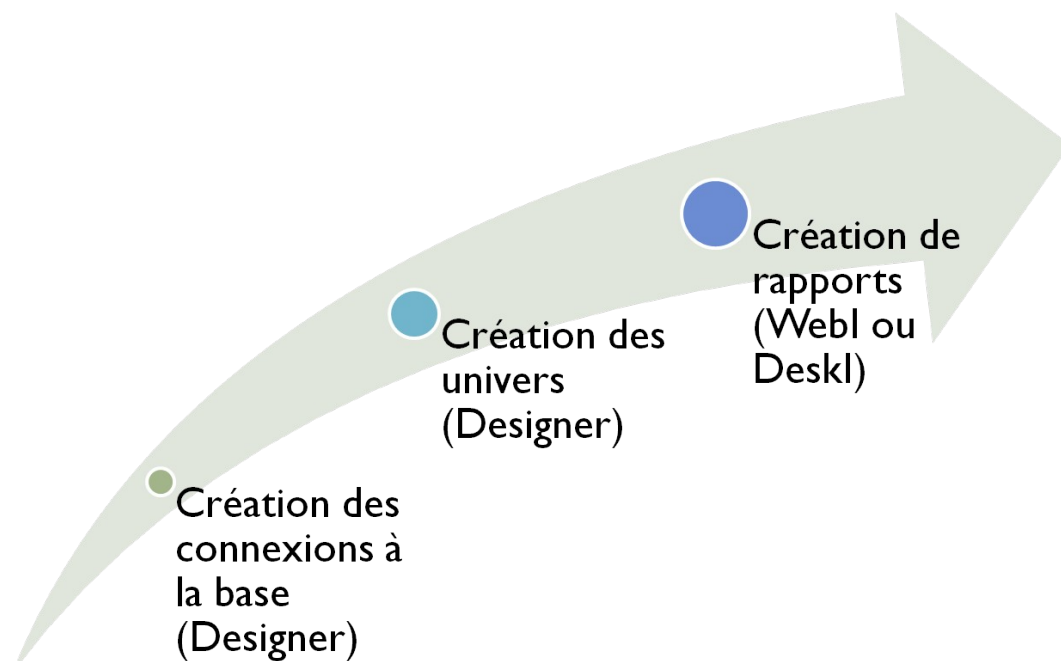 Création des
connexions à
la base
(Designer)
Création des
univers
(Designer)
Création de
rapports
(WebI ou
DeskI)